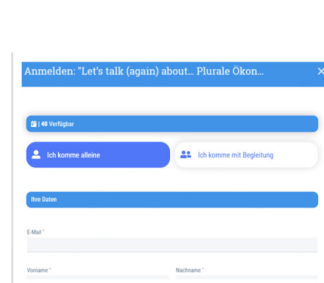 Anmelden: "Let's talk (again) about... Plurale Ökon...
| 40 Verfügbar
Ich komme alleine
Ich komme mit Begleitung
Ihre Daten
E-Mail *
Vorname *
Nachname *